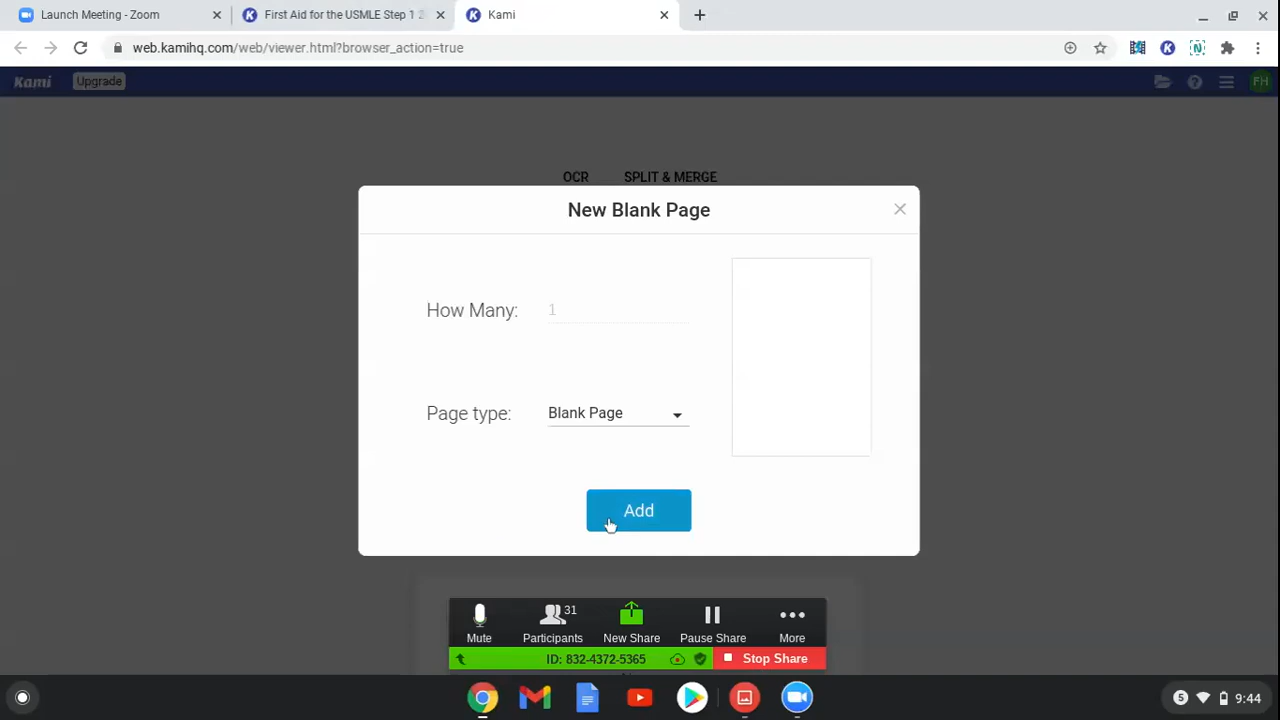 Launch Meeting - Zoom
First Aid for the USMLE Step 1 2
Kami
web.kamihq.com/web/viewer.html?browser_action=true
Kami
Upgrade
FH
OCR
SPLIT & MERGE
New Blank Page
How Many:
1
Page type:
Blank Page
Add
31
Mute
Participants
New Share
Pause Share
More
ID: 832-4372-5365
Stop Share
5
9:44